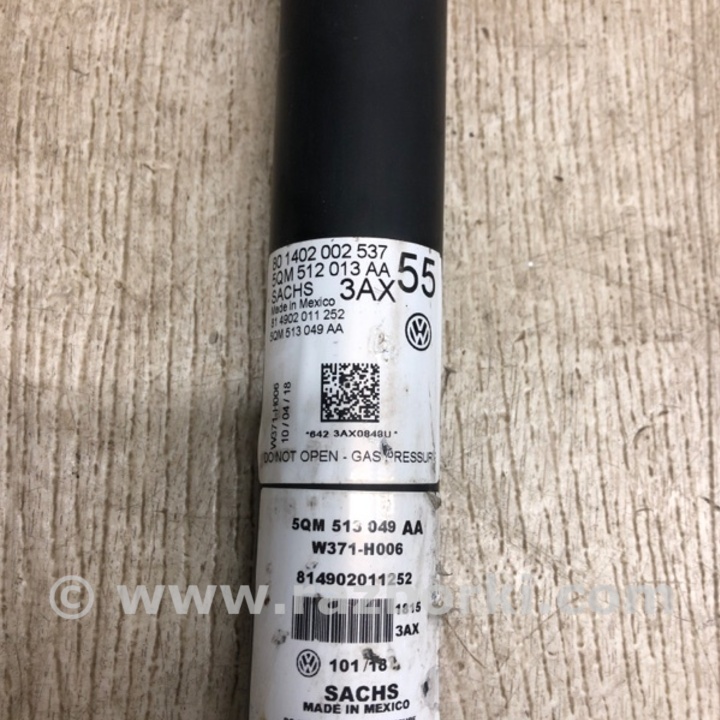 80 1402 002 537
5QM 512 013 AA 55
SACHS 3AX
Made in Mexico
81 4902 011 252
5QM 513 049 AA
W371-H006
10/04/18
*642 3AX0848U*
DO NOT OPEN - GAS PRESSUR
5QM 513 049 AA
W371-H006
814902011252
© www.razborki.com
1815
3AX
101/18
SACHS
MADE IN MEXICO